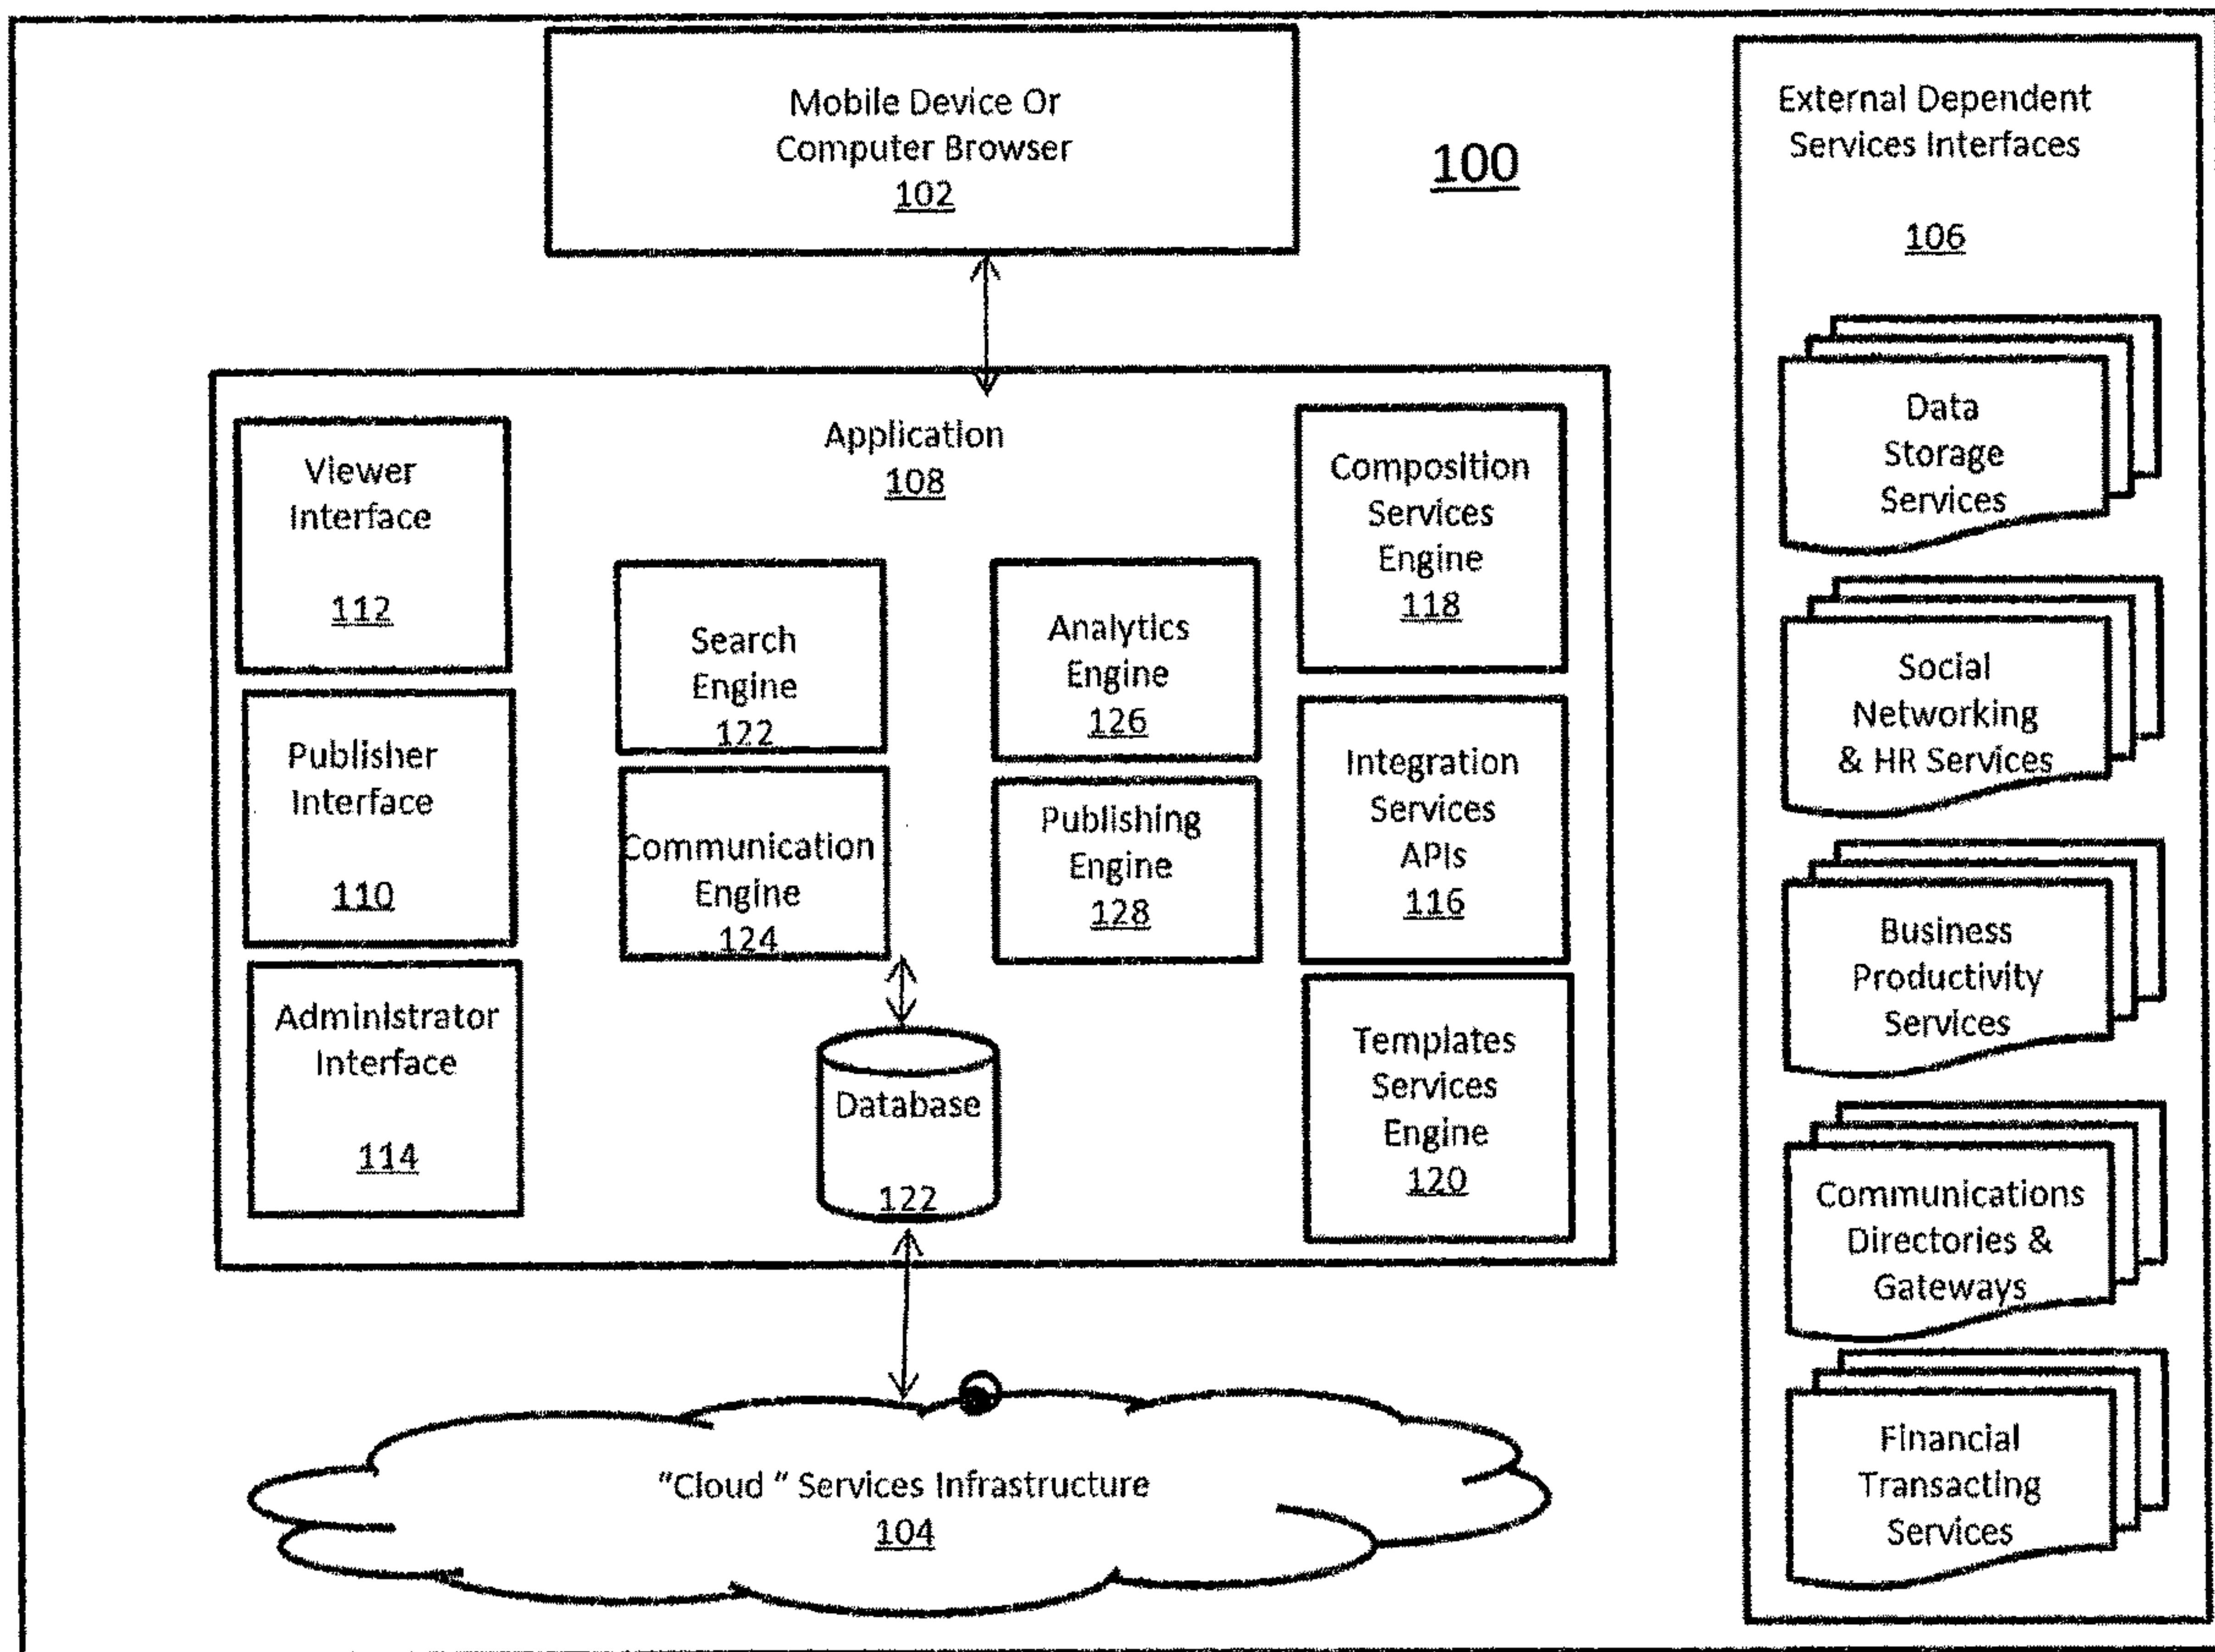 Mobile Device Or
Computer Browser
102
100
External Dependent
Services Interfaces
106
Application
108
Viewer
Interface
112
Publisher
Interface
110
Administrator
Interface
114
Search
Engine
122
Communication
Engine
124
Analytics
Engine
126
Publishing
Engine
128
Database
122
Composition
Services
Engine
118
Integration
Services
APIs
116
Templates
Services
Engine
120
"Cloud " Services Infrastructure
104
Data
Storage
Services
Social
Networking
& HR Services
Business
Productivity
Services
Communications
Directories &
Gateways
Financial
Transacting
Services